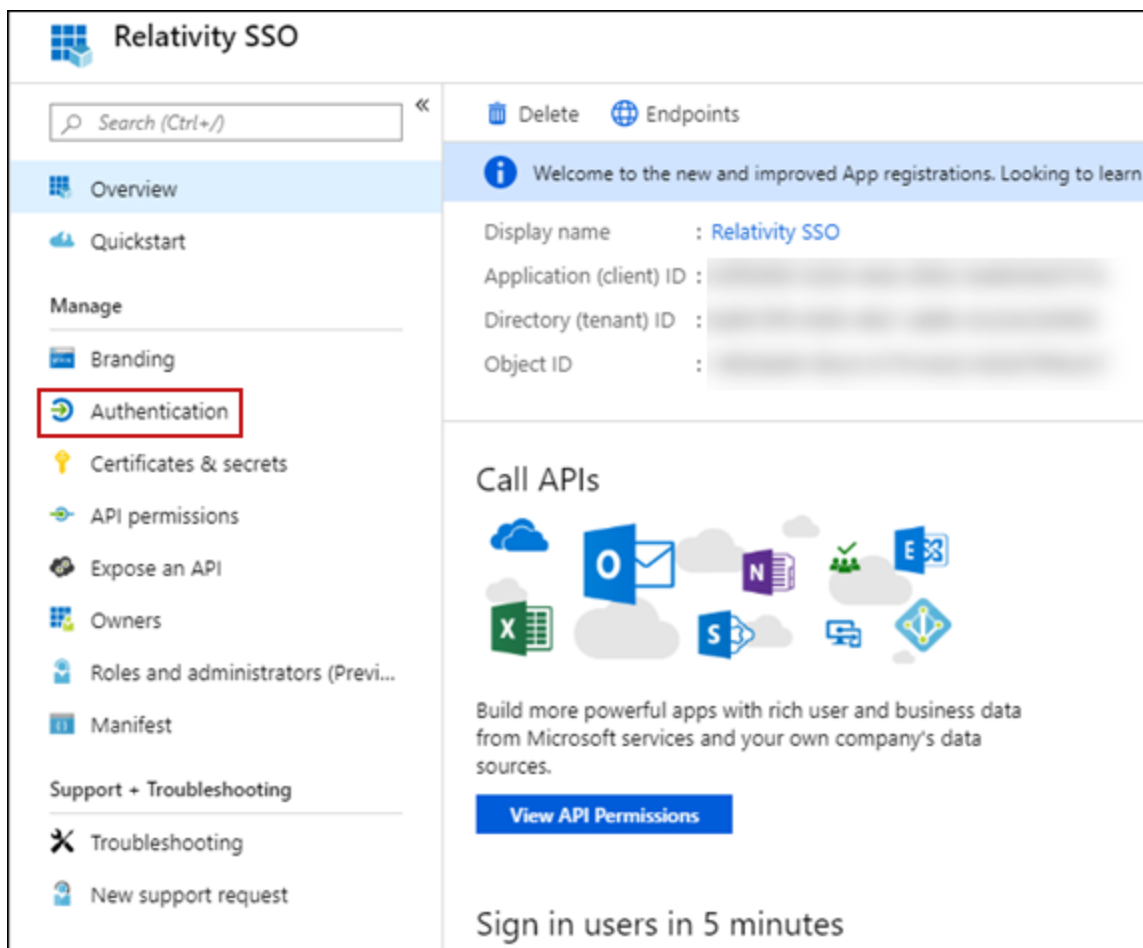 Relativity SSO
Search (Ctrl+/)
«
Overview
Quickstart
Manage
Branding
Authentication
Certificates & secrets
API permissions
Expose an API
Owners
Roles and administrators (Previ...
Manifest
Support + Troubleshooting
Troubleshooting
New support request
Delete
Endpoints
Welcome to the new and improved App registrations. Looking to learn
Display name : Relativity SSO
Application (client) ID :
Directory (tenant) ID :
Object ID :
Call APIs
O
N
E
X
S
Build more powerful apps with rich user and business data
from Microsoft services and your own company's data
sources.
View API Permissions
Sign in users in 5 minutes